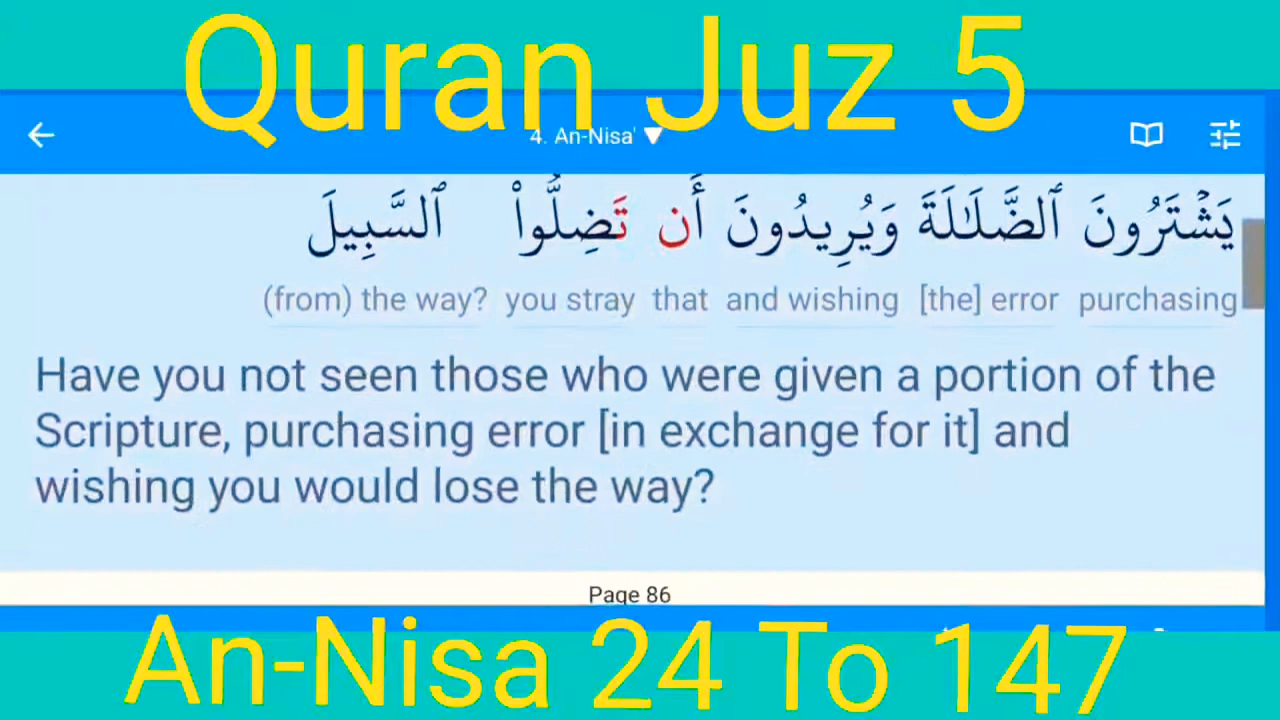 Quran Juz 5
4. An-Nisa' ▼
يَشْتَرُونَ ٱلضَّلَـٰلَةَ وَيُرِيدُونَ أَن تَضِلُّوا۟ ٱلسَّبِيلَ
(from) the way? you stray that and wishing [the] error purchasing
Have you not seen those who were given a portion of the
Scripture, purchasing error [in exchange for it] and
wishing you would lose the way?
Page 86
An-Nisa 24 To 147